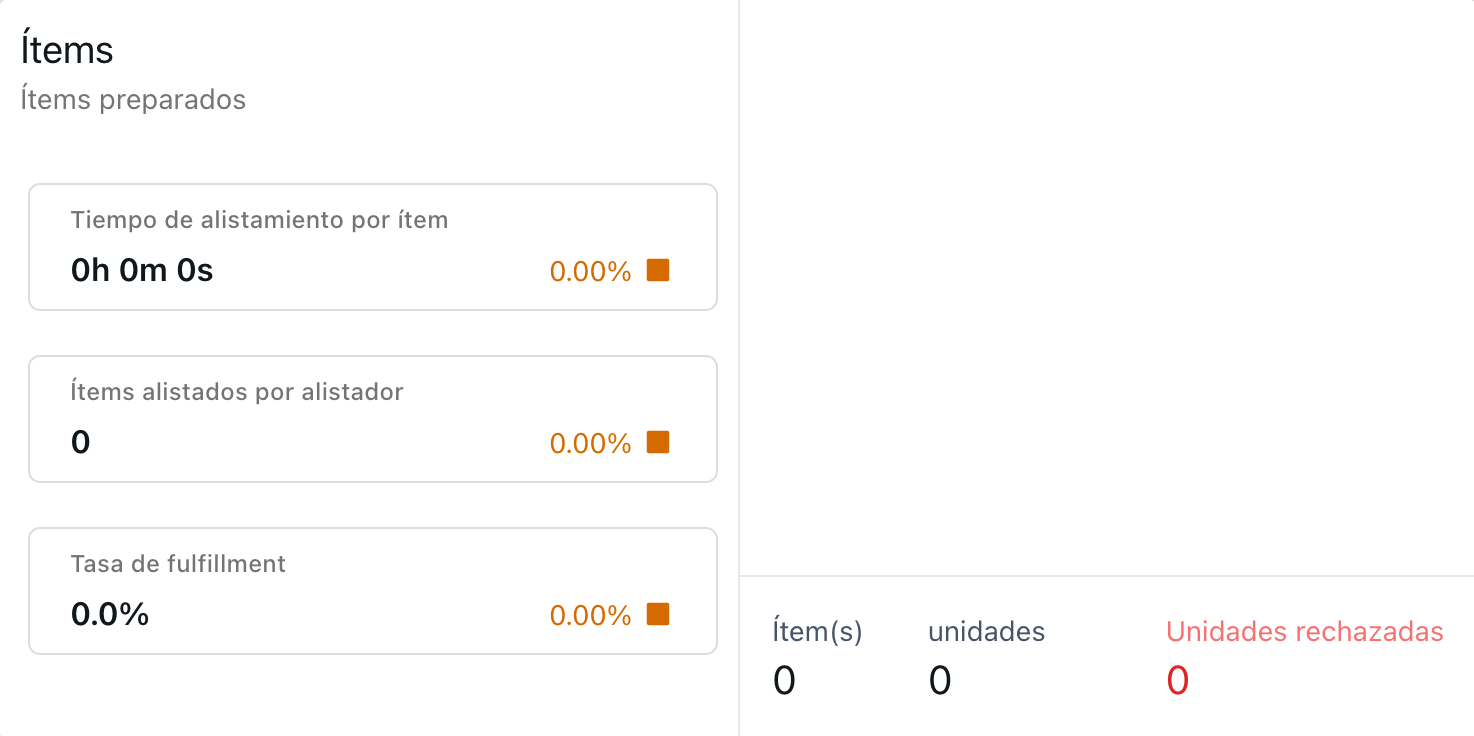 Ítems
Ítems preparados
Tiempo de alistamiento por ítem
0h 0m 0s 0.00%
Ítems alistados por alistador
0 0.00%
Tasa de fulfillment
0.0% 0.00%
Ítem(s) unidades Unidades rechazadas
0 0 0